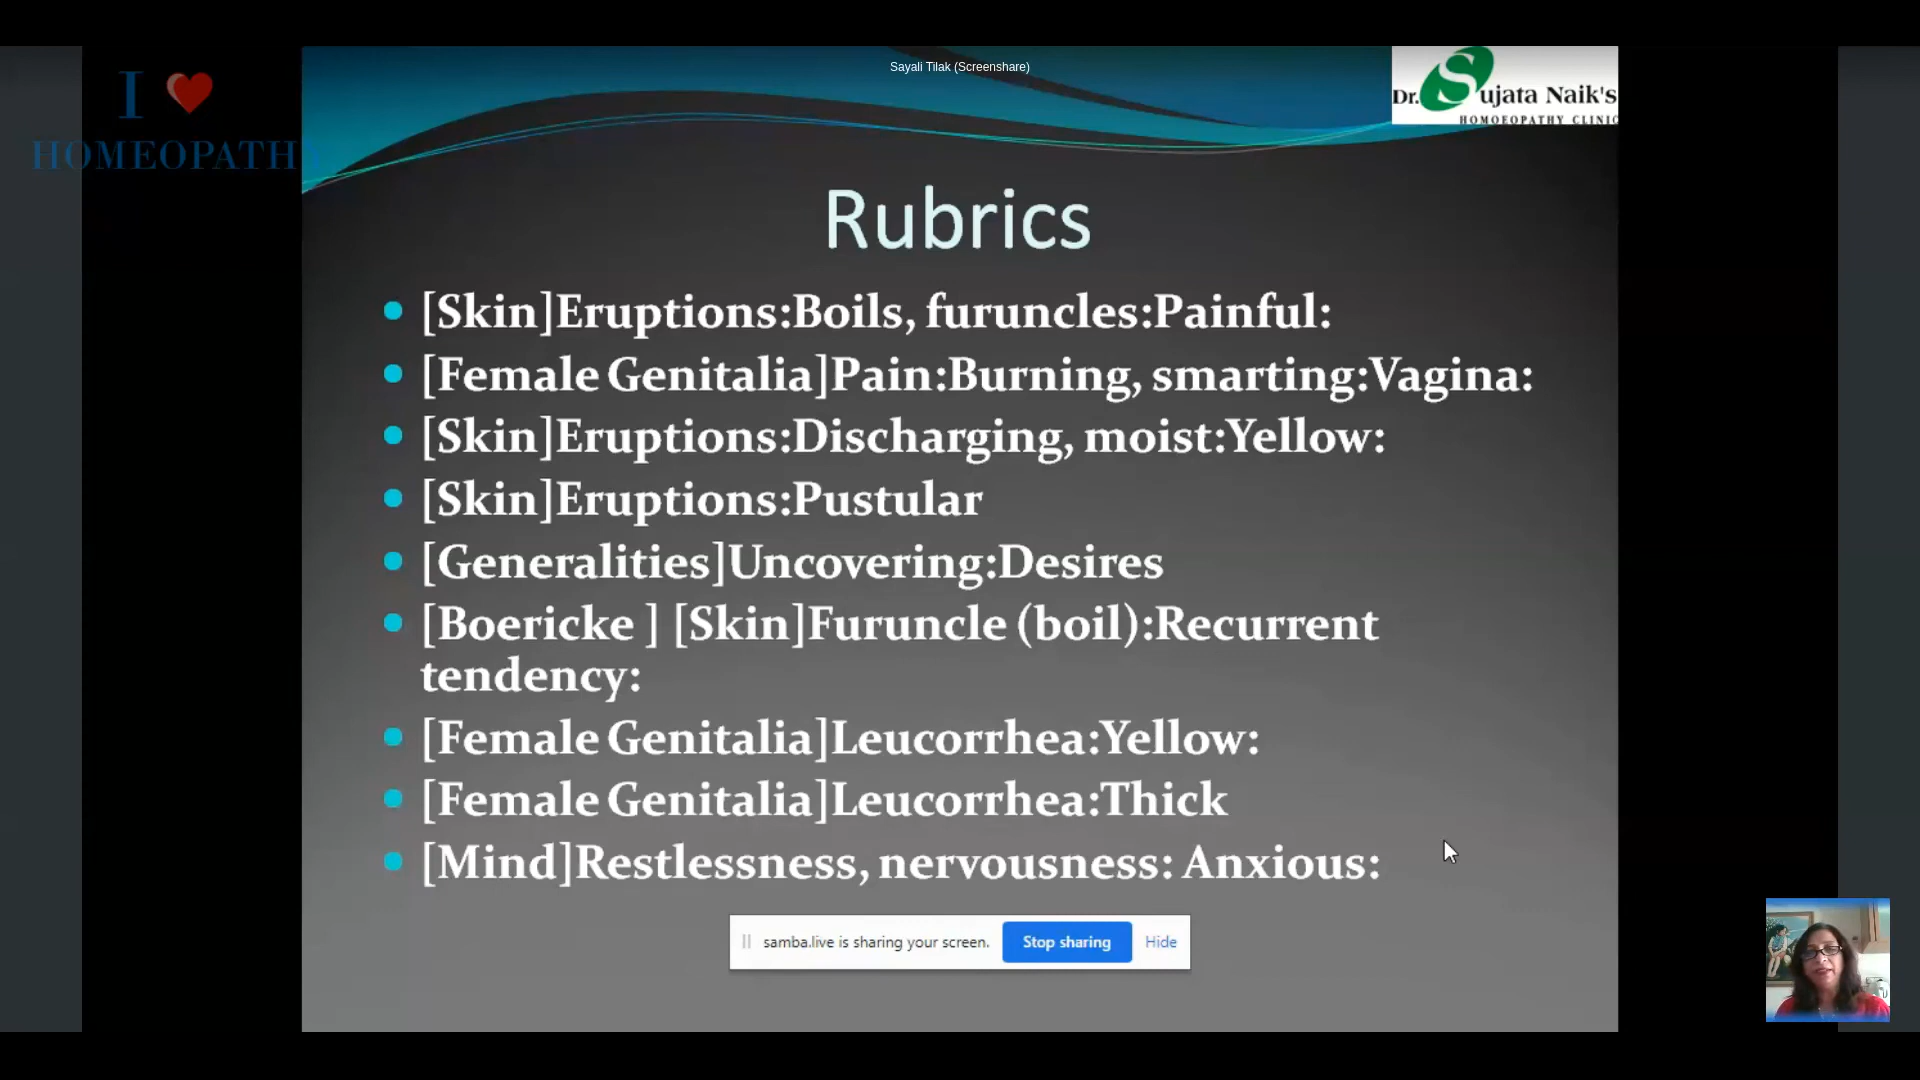 Sayali Tilak (Screenshare)
I
HOMEOPATH
Dr. Sujata Naik's
HOMOEOPATHY CLINIC
Rubrics
[Skin]Eruptions:Boils, furuncles:Painful:
[Female Genitalia]Pain:Burning, smarting:Vagina:
[Skin]Eruptions:Discharging, moist:Yellow:
[Skin]Eruptions:Pustular
[Generalities]Uncovering:Desires
[Boericke ] [Skin]Furuncle (boil):Recurrent
tendency:
[Female Genitalia]Leucorrhea:Yellow:
[Female Genitalia]Leucorrhea:Thick
[Mind]Restlessness, nervousness: Anxious:
samba.live is sharing your screen. Stop sharing Hide